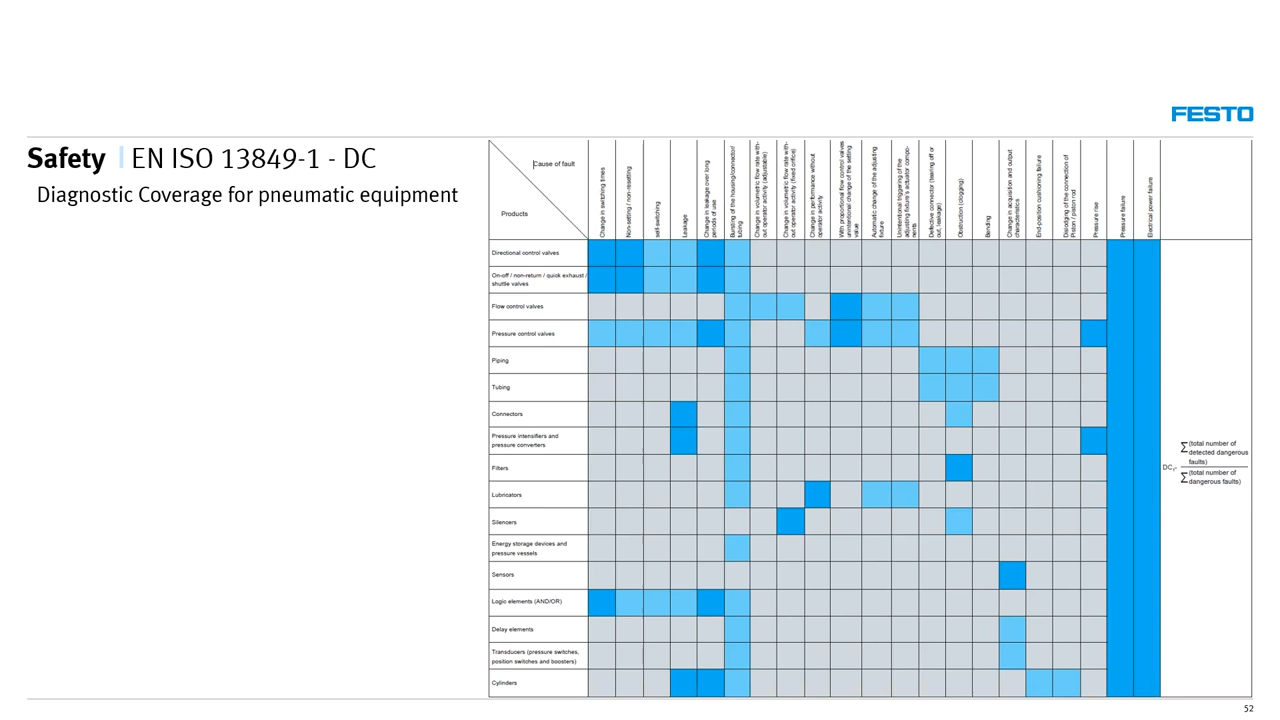 FESTO
Safety | EN ISO 13849-1 - DC
Diagnostic Coverage for pneumatic equipment
Cause of fault
Products
Change in switching times
Non-setting / non-resetting
self-switching
Leakage
Change in leakage over long
periods of use
Bursting of the housing/connector/
tubing
Change in volumetric flow rate with-
out operator activity (adjustable)
Change in volumetric flow rate with-
out operator activity (fixed orifice)
Change in performance without
operator activity
With proportional flow control valves
unintentional change of the setting
value
Automatic change of the adjusting
fixture
Unintentional triggering of the
adjusting fixture's actuator compo-
nents
Defective connector (tearing off or
out, leakage)
Obstruction (clogging)
Bending
Change in acquisition and output
characteristics
End-position cushioning failure
Dislodging of the connection of
Piston / piston rod
Pressure rise
Pressure failure
Electrical power failure
Directional control valves
On-off / non-return / quick exhaust /
shuttle valves
Flow control valves
Pressure control valves
Piping
Tubing
Connectors
Pressure intensifiers and
pressure converters
Filters
Lubricators
Silencers
Energy storage devices and
pressure vessels
Sensors
Logic elements (AND/OR)
Delay elements
Transducers (pressure switches,
position switches and boosters)
Cylinders
∑ (total number of
detected dangerous
faults)
DC
∑ (total number of
dangerous faults)
52